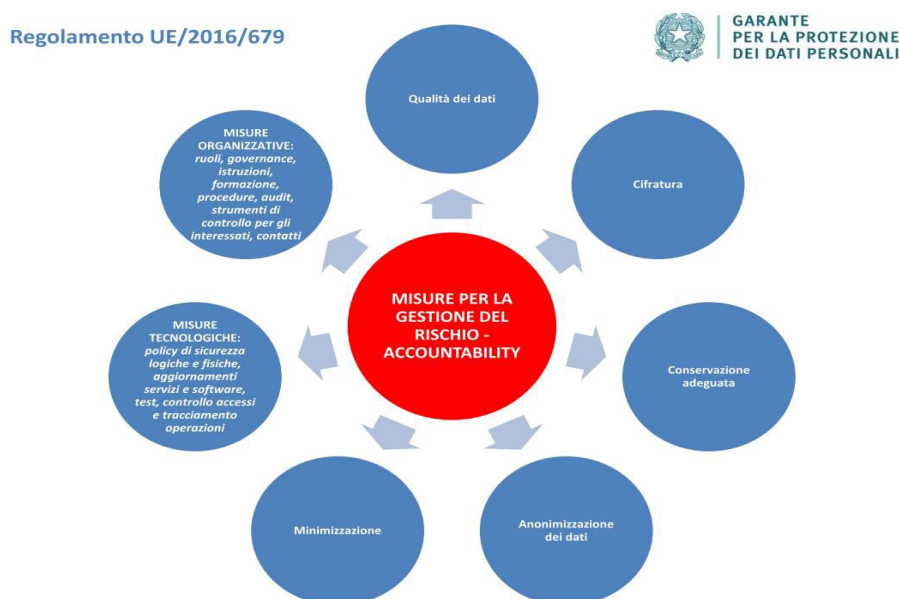 Regolamento UE/2016/679
GARANTE
PER LA PROTEZIONE
DEI DATI PERSONALI
Qualità dei dati
MISURE
ORGANIZZATIVE:
ruoli, governance,
istruzioni,
formazione,
procedure, audit,
strumenti di
controllo per gli
interessati, contatti
Cifratura
MISURE PER LA
GESTIONE DEL
RISCHIO -
ACCOUNTABILITY
MISURE
TECNOLOGICHE:
policy di sicurezza
logiche e fisiche,
aggiornamenti
servizi e software,
test, controllo accessi
e tracciamento
operazioni
Conservazione
adeguata
Minimizzazione
Anonimizzazione
dei dati